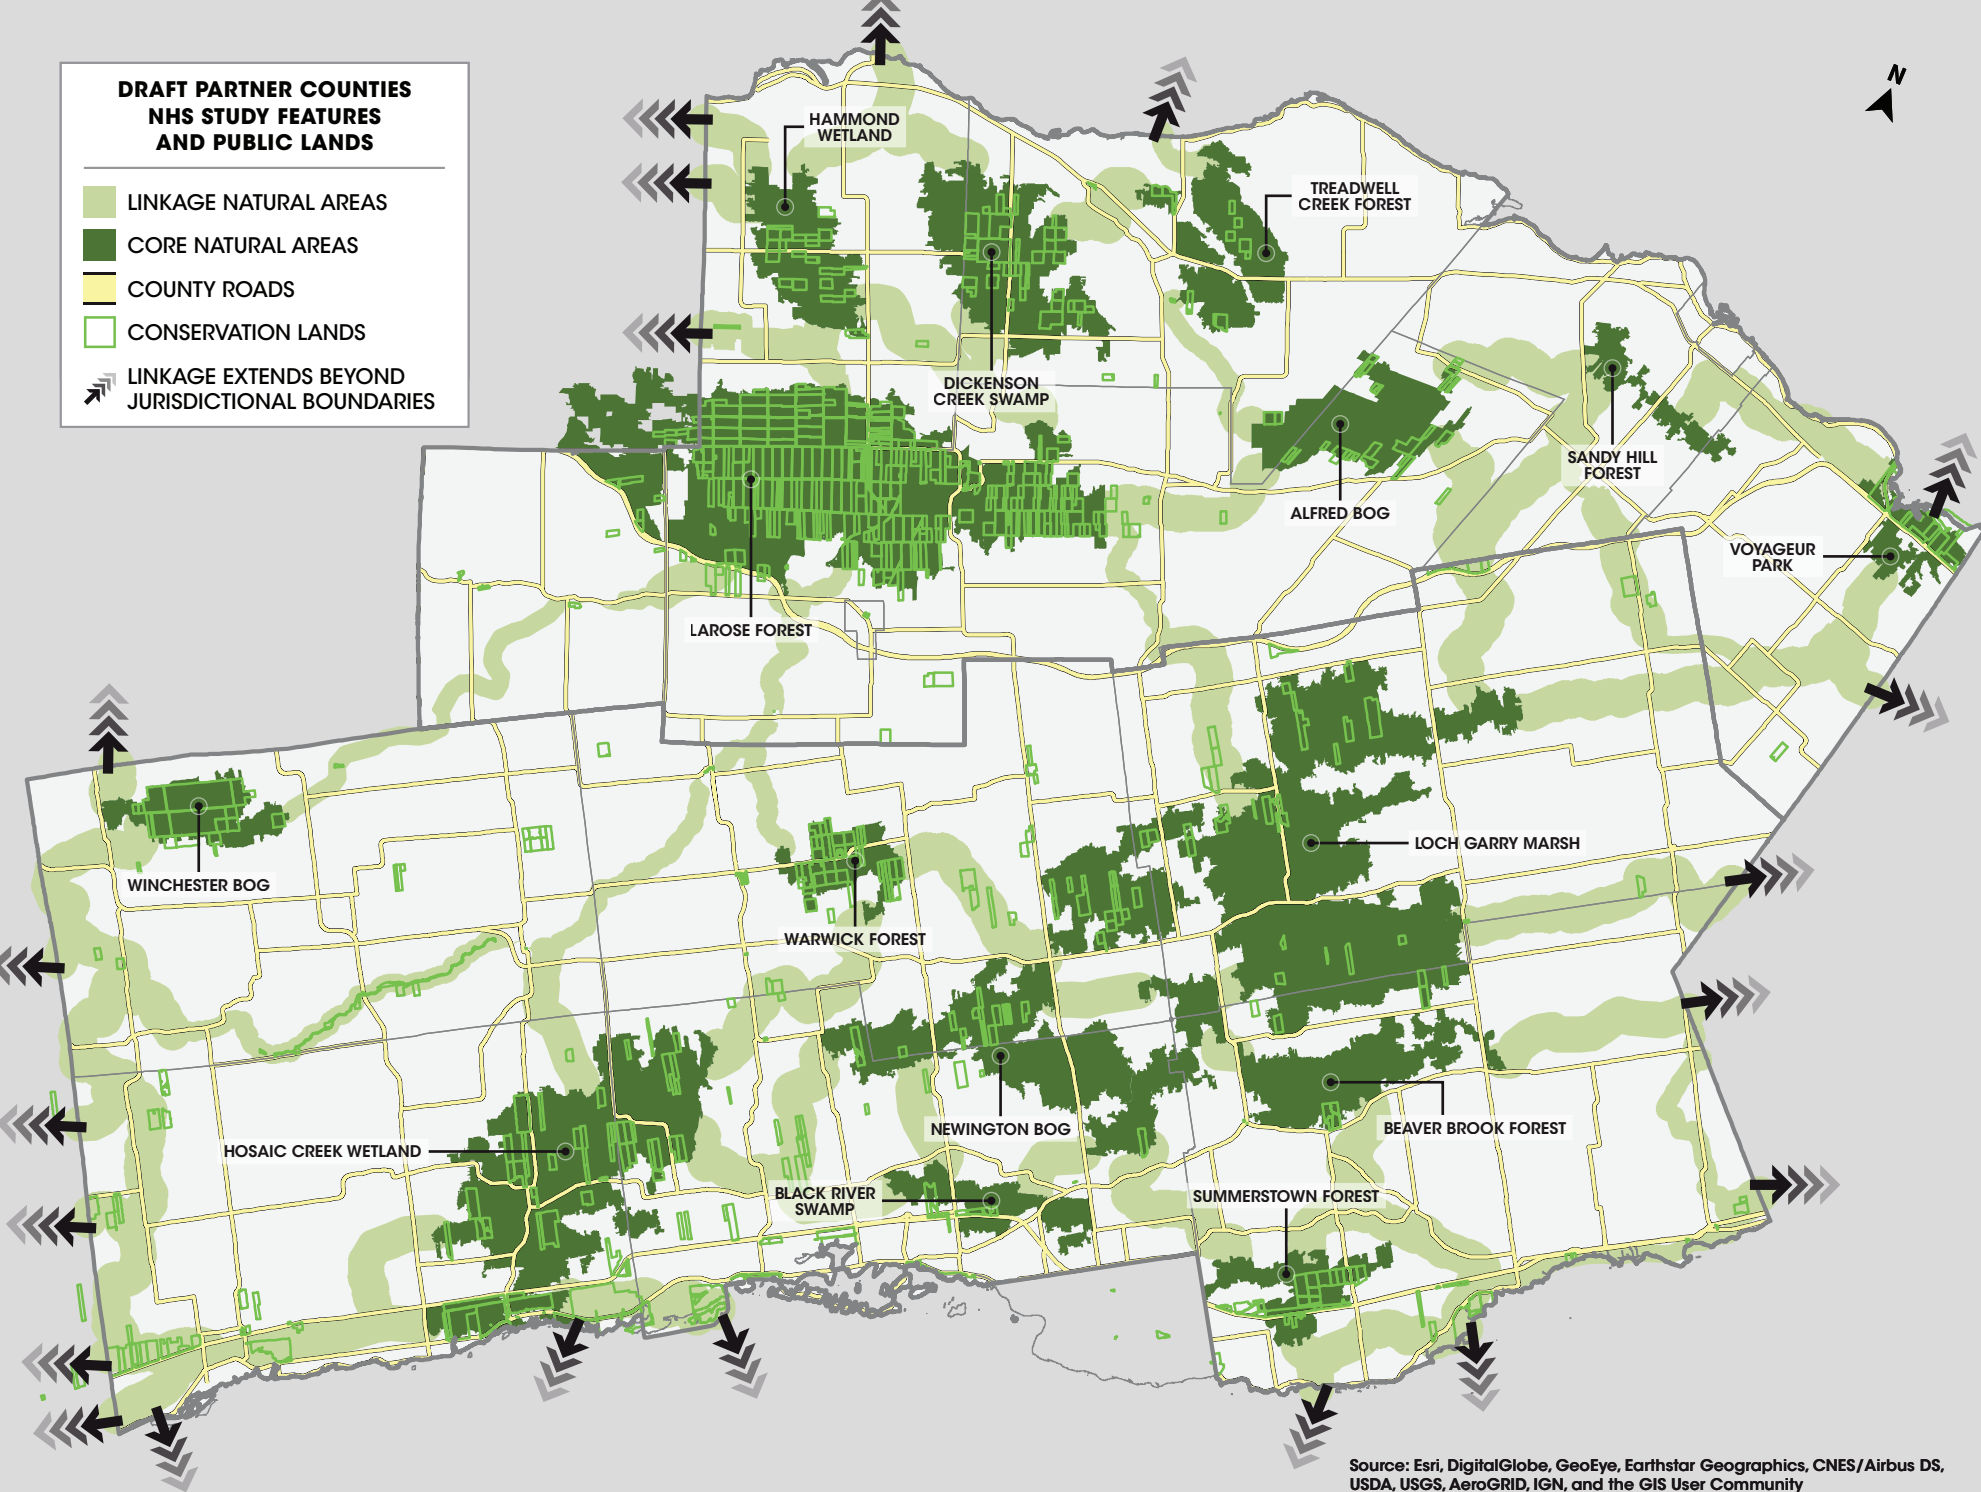 DRAFT PARTNER COUNTIES
NHS STUDY FEATURES
AND PUBLIC LANDS
LINKAGE NATURAL AREAS
CORE NATURAL AREAS
COUNTY ROADS
CONSERVATION LANDS
LINKAGE EXTENDS BEYOND
JURISDICTIONAL BOUNDARIES
N
HAMMOND
WETLAND
TREADWELL
CREEK FOREST
DICKENSON
CREEK SWAMP
SANDY HILL
FOREST
ALFRED BOG
VOYAGEUR
PARK
LAROSE FOREST
LOCH GARRY MARSH
WINCHESTER BOG
WARWICK FOREST
NEWINGTON BOG
BEAVER BROOK FOREST
HOSAIC CREEK WETLAND
BLACK RIVER
SWAMP
SUMMERSTOWN FOREST
Source: Esri, DigitalGlobe, GeoEye, Earthstar Geographics, CNES/Airbus DS,
USDA, USGS, AeroGRID, IGN, and the GIS User Community